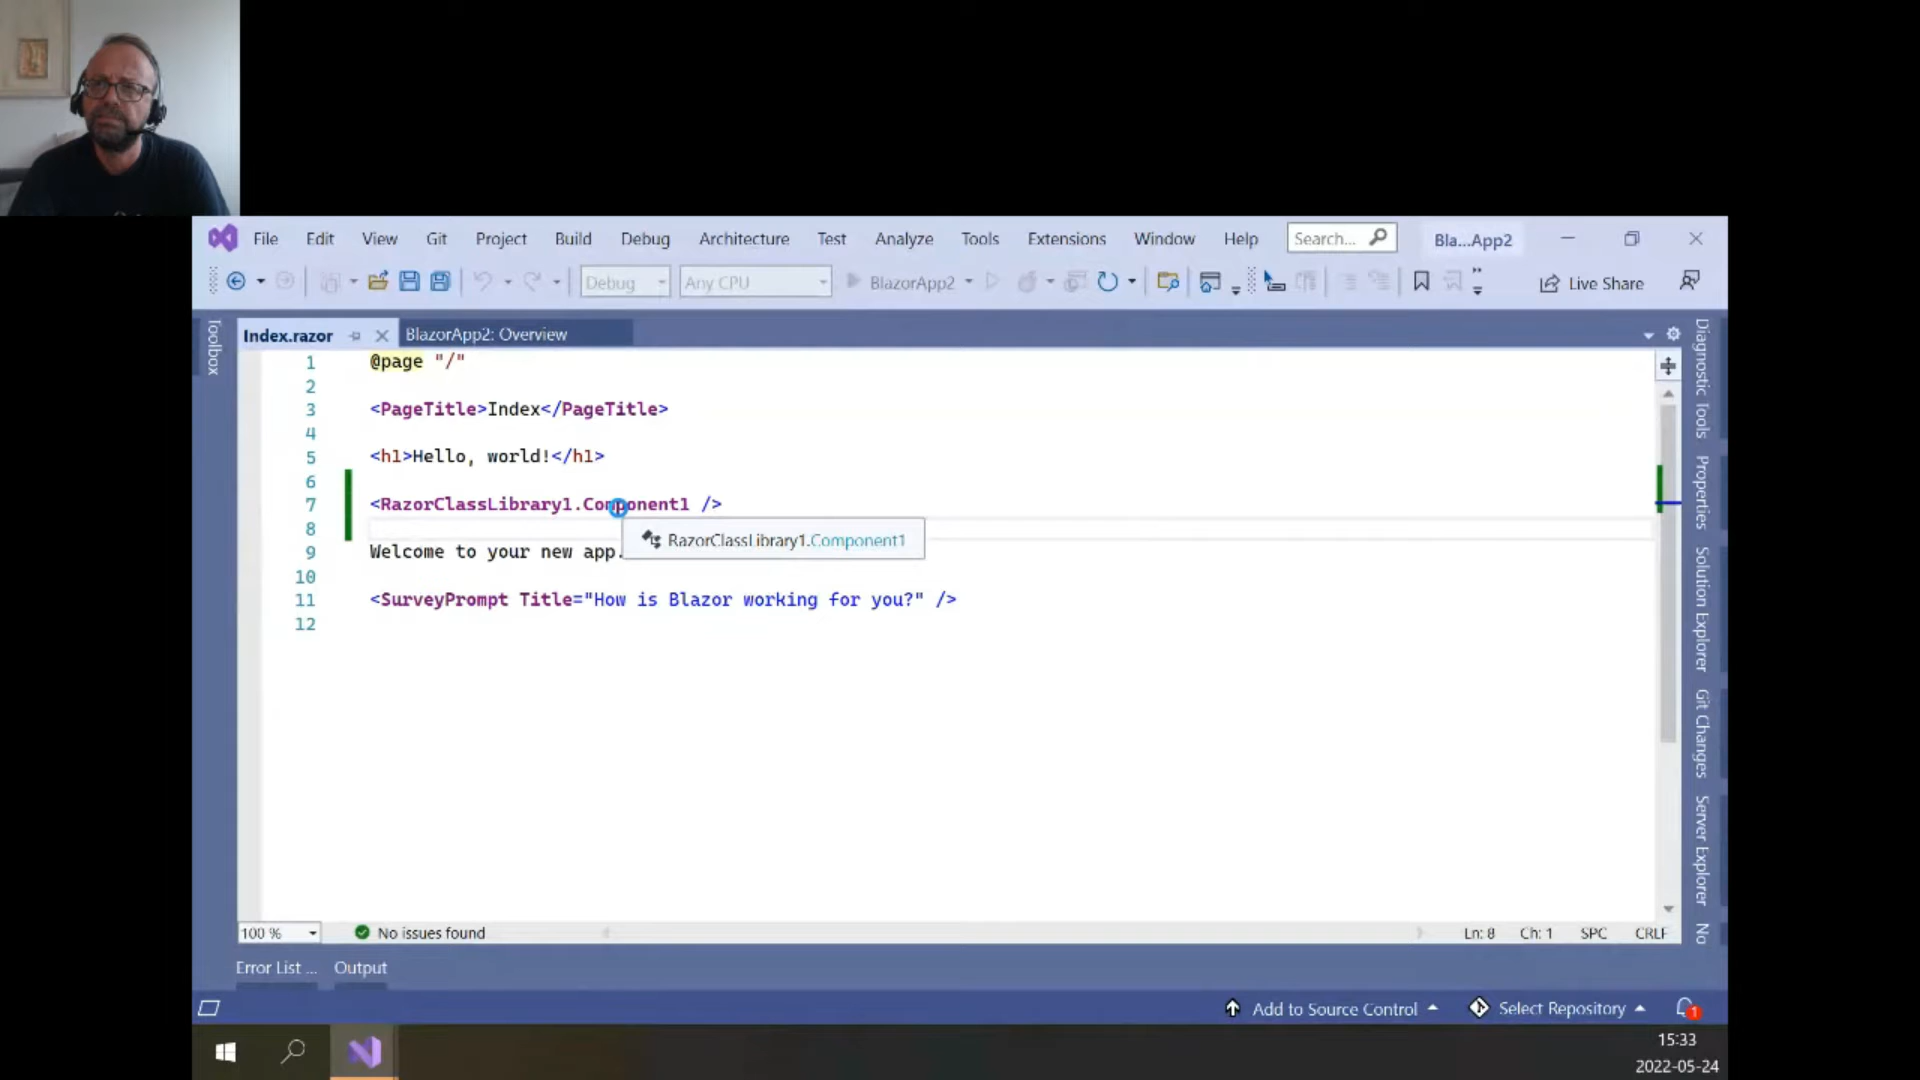 File Edit View Git Project Build Debug Architecture Test Analyze Tools Extensions Window Help Search... Bla...App2
Debug Any CPU BlazorApp2 Live Share
Toolbox
Index.razor BlazorApp2: Overview
1 @page "/"
2
3 <PageTitle>Index</PageTitle>
4
5 <h1>Hello, world!</h1>
6
7 <RazorClassLibrary1.Component1 />
8
RazorClassLibrary1.Component1
9 Welcome to your new app.
10
11 <SurveyPrompt Title="How is Blazor working for you?" />
12
Diagnostic Tools
Properties
Solution Explorer
Git Changes
Server Explorer
No
100 % No issues found Ln: 8 Ch: 1 SPC CRLF
Error List ... Output
Add to Source Control Select Repository 1
15:33
2022-05-24